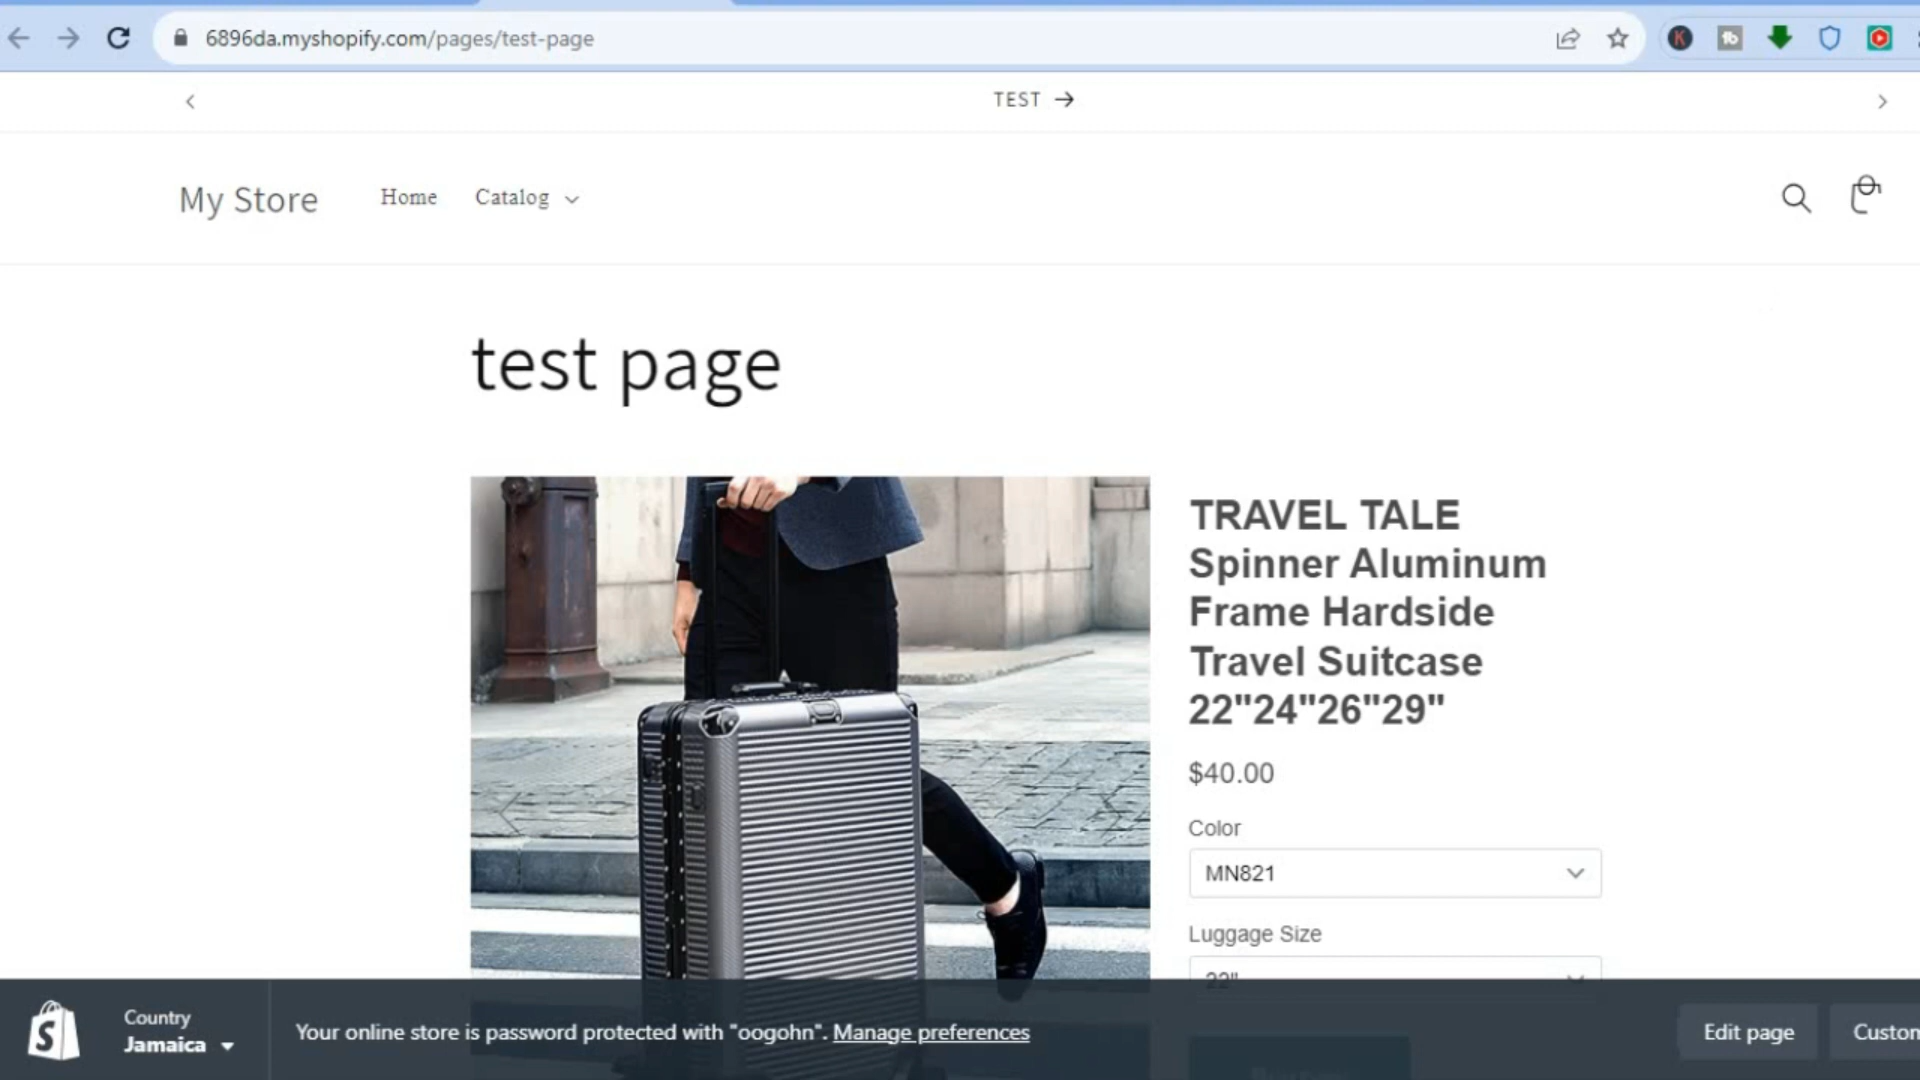 6896da.myshopify.com/pages/test-page
TEST →
My Store
Home
Catalog
test page
TRAVEL TALE
Spinner Aluminum
Frame Hardside
Travel Suitcase
22"24"26"29"
$40.00
Color
MN821
Luggage Size
22"
Country
Jamaica
Your online store is password protected with "oogohn". Manage preferences
Edit page
Custom